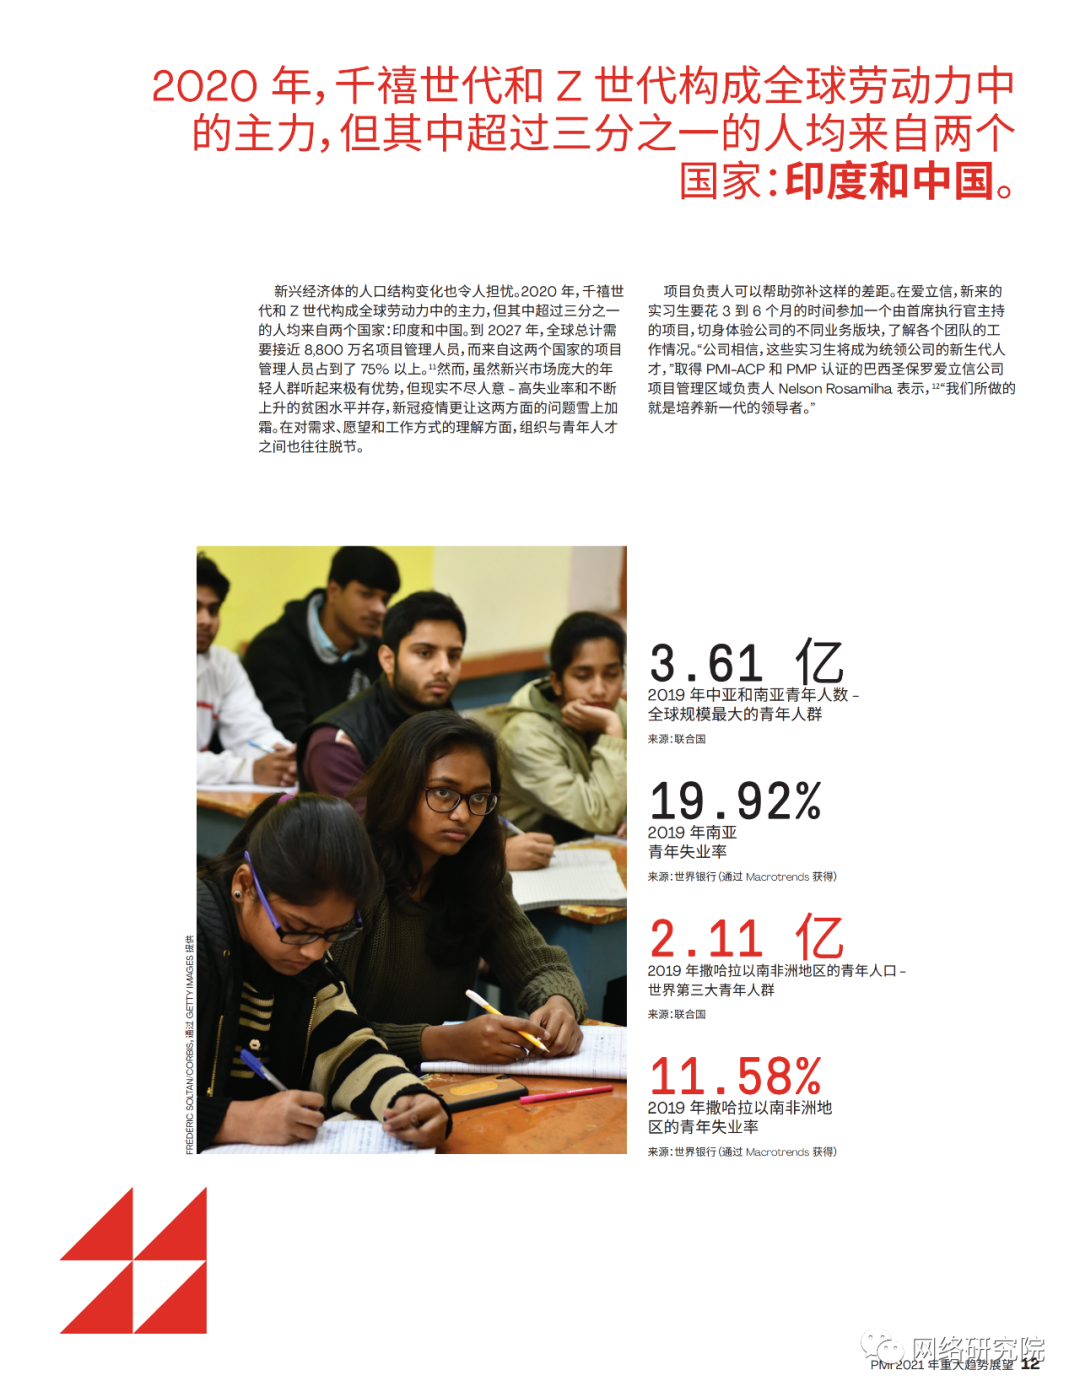 2020 年，千禧世代和 Z 世代构成全球劳动力中
的主力，但其中超过三分之一的人均来自两个
国家：印度和中国。
新兴经济体的人口结构变化也令人担忧。2020 年，千禧世
代和 Z 世代构成全球劳动力中的主力，但其中超过三分之一
的人均来自两个国家：印度和中国。到 2027 年，全球总计需
要接近 8,800 万名项目管理人员，而来自这两个国家的项目
管理人员占到了 75% 以上。¹¹然而，虽然新兴市场庞大的年
轻人群听起来极有优势，但现实不尽人意 – 高失业率和不断
上升的贫困水平并存，新冠疫情更让这两方面的问题雪上加
霜。在对需求、愿望和工作方式的理解方面，组织与青年人才
之间也往往脱节。
项目负责人可以帮助弥补这样的差距。在爱立信，新来的
实习生要花 3 到 6 个月的时间参加一个由首席执行官主持
的项目，切身体验公司的不同业务版块，了解各个团队的工
作情况。“公司相信，这些实习生将成为统领公司的新生代人
才，”取得 PMI-ACP 和 PMP 认证的巴西圣保罗爱立信公司
项目管理区域负责人 Nelson Rosamilha 表示，¹²“我们所做的
就是培养新一代的领导者。”
3.61 亿
2019 年中亚和南亚青年人数 –
全球规模最大的青年人群
来源：联合国
19.92%
2019 年南亚
青年失业率
来源：世界银行（通过 Macrotrends 获得）
2.11 亿
2019 年撒哈拉以南非洲地区的青年人口 –
世界第三大青年人群
来源：联合国
11.58%
2019 年撒哈拉以南非洲地
区的青年失业率
来源：世界银行（通过 Macrotrends 获得）
FRÉDÉRIC SOLTAN/CORBIS，通过 GETTY IMAGES 提供
网络研究院
PMI 2021 年重大趋势展望 12